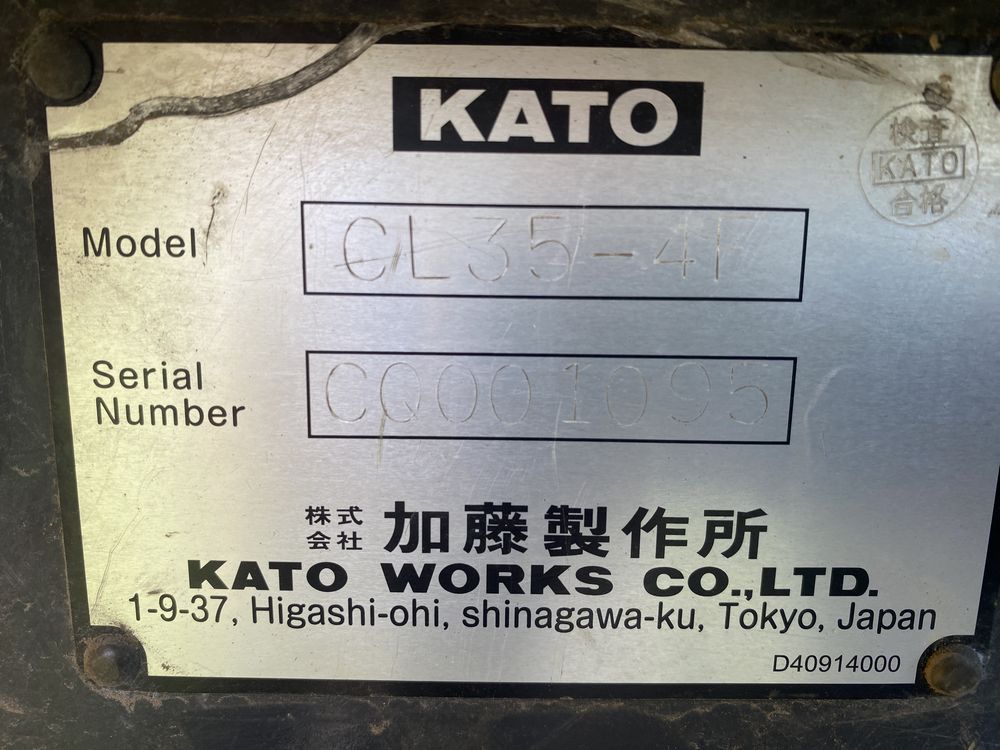 KATO
検査
KATO
合格
Model CL35-4F
Serial
Number
CQ001095
株式
会社
加藤製作所
KATO WORKS CO.,LTD.
1-9-37, Higashi-ohi, shinagawa-ku, Tokyo, Japan
D40914000